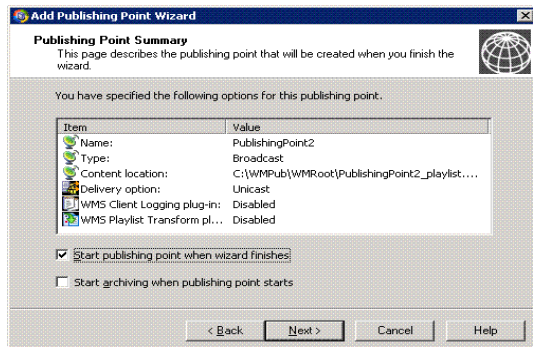 Add Publishing Point Wizard
Publishing Point Summary
This page describes the publishing point that will be created when you finish the
wizard.
You have specified the following options for this publishing point.
Item Value
Name: PublishingPoint2
Type: Broadcast
Content location: C:\WMPub\WMRoot\PublishingPoint2_playlist....
Delivery option: Unicast
WMS Client Logging plug-in: Disabled
WMS Playlist Transform pl... Disabled
Start publishing point when wizard finishes
Start archiving when publishing point starts
< Back Next > Cancel Help